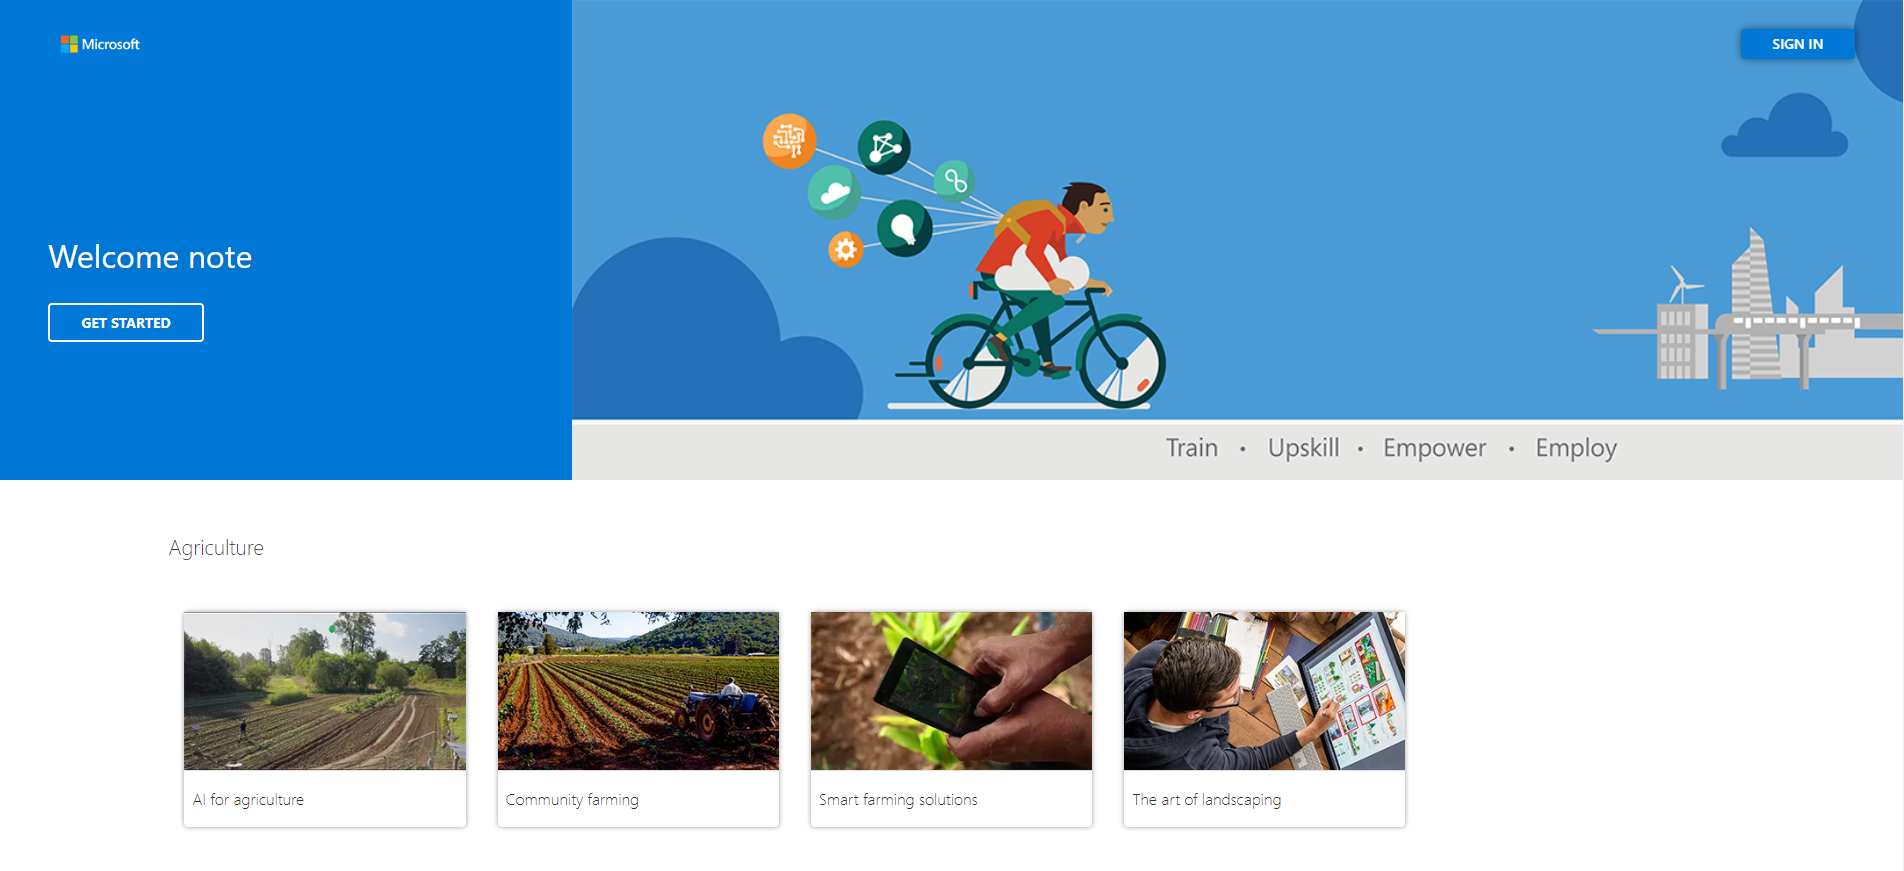 Microsoft
SIGN IN
Welcome note
GET STARTED
Train • Upskill • Empower • Employ
Agriculture
AI for agriculture
Community farming
Smart farming solutions
The art of landscaping